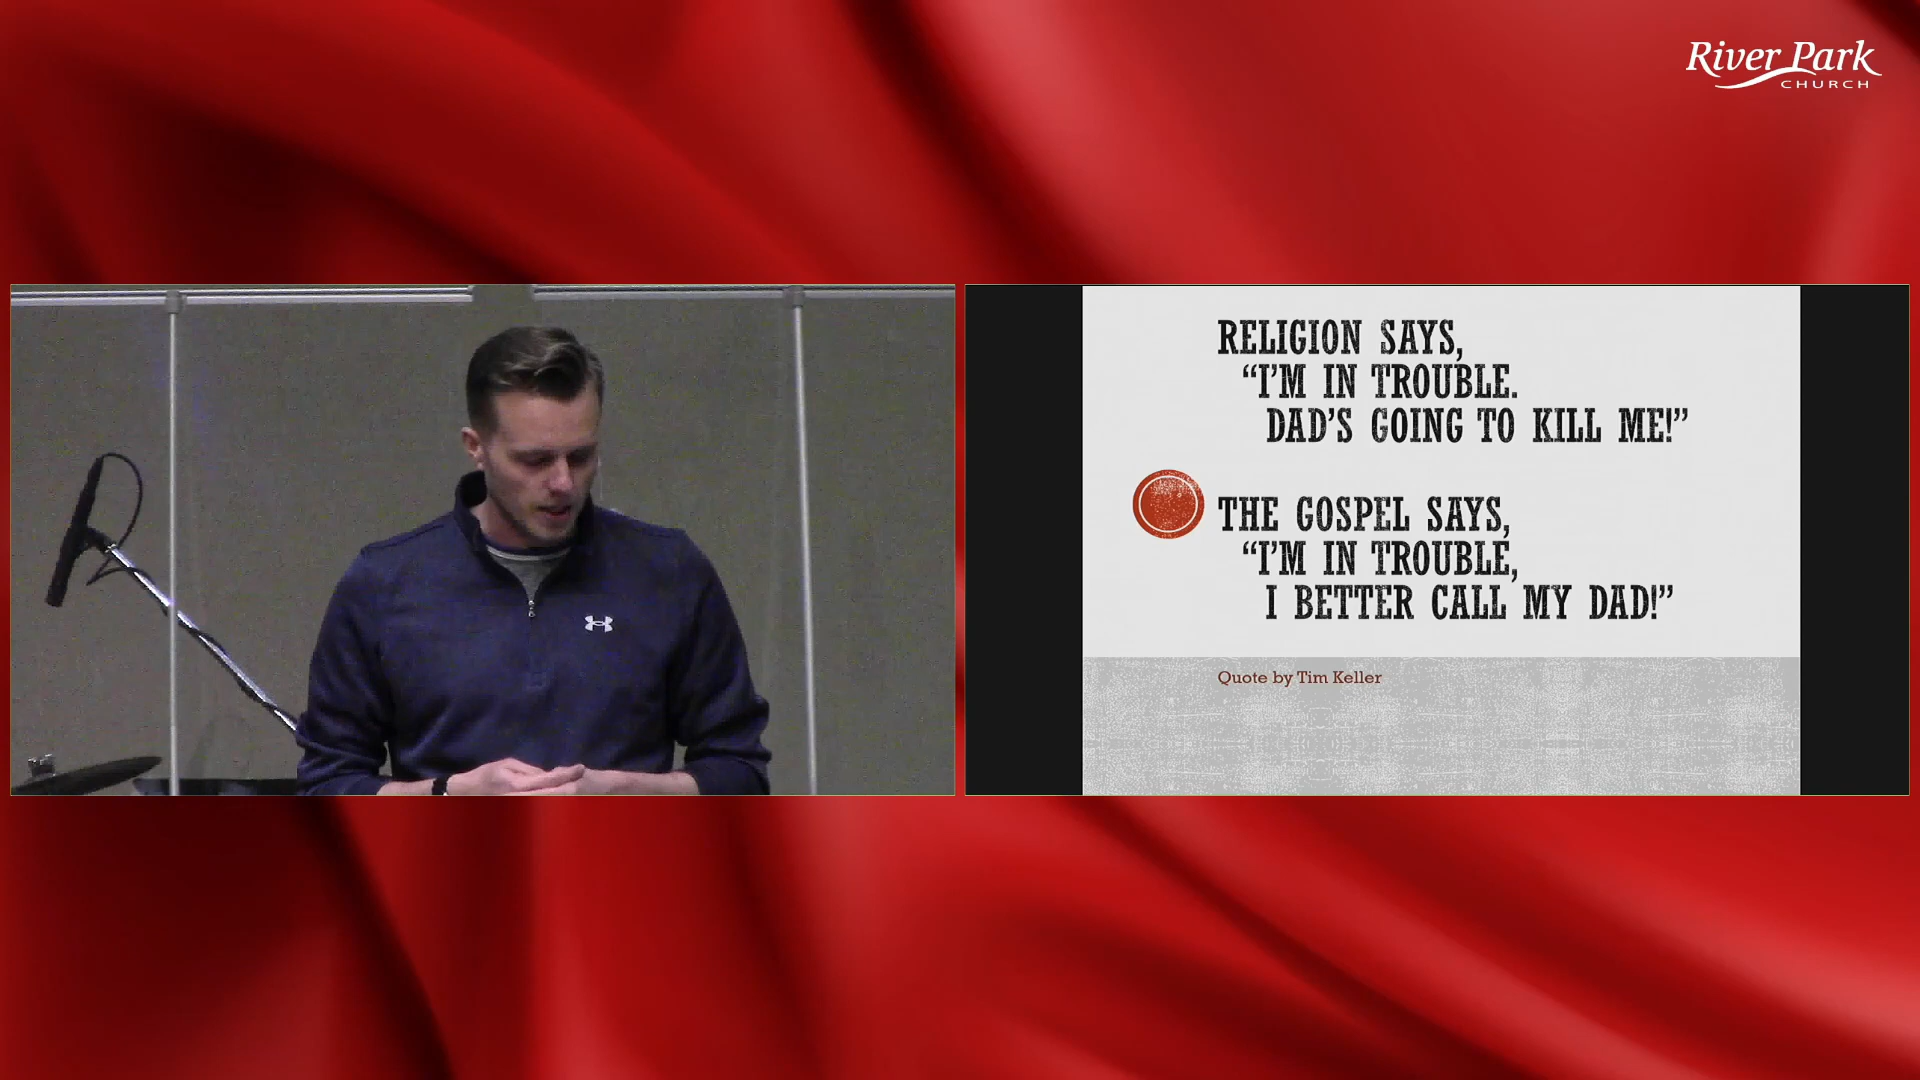 River Park
CHURCH
RELIGION SAYS,
“I’M IN TROUBLE.
DAD’S GOING TO KILL ME!”
THE GOSPEL SAYS,
“I’M IN TROUBLE,
I BETTER CALL MY DAD!”
Quote by Tim Keller